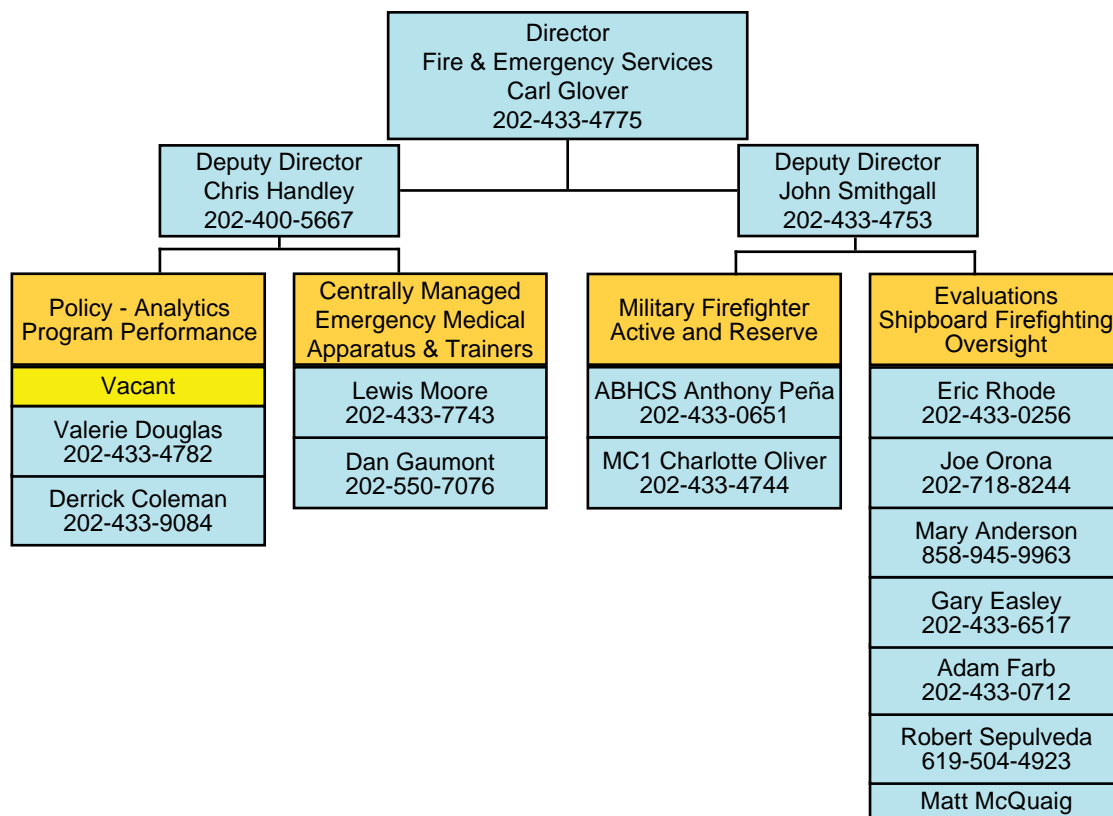 Director
Fire & Emergency Services
Carl Glover
202-433-4775
Deputy Director
Chris Handley
202-400-5667
Deputy Director
John Smithgall
202-433-4753
Policy - Analytics
Program Performance
Vacant
Valerie Douglas
202-433-4782
Derrick Coleman
202-433-9084
Centrally Managed
Emergency Medical
Apparatus & Trainers
Lewis Moore
202-433-7743
Dan Gaumont
202-550-7076
Military Firefighter
Active and Reserve
ABHCS Anthony Peña
202-433-0651
MC1 Charlotte Oliver
202-433-4744
Evaluations
Shipboard Firefighting
Oversight
Eric Rhode
202-433-0256
Joe Orona
202-718-8244
Mary Anderson
858-945-9963
Gary Easley
202-433-6517
Adam Farb
202-433-0712
Robert Sepulveda
619-504-4923
Matt McQuaig